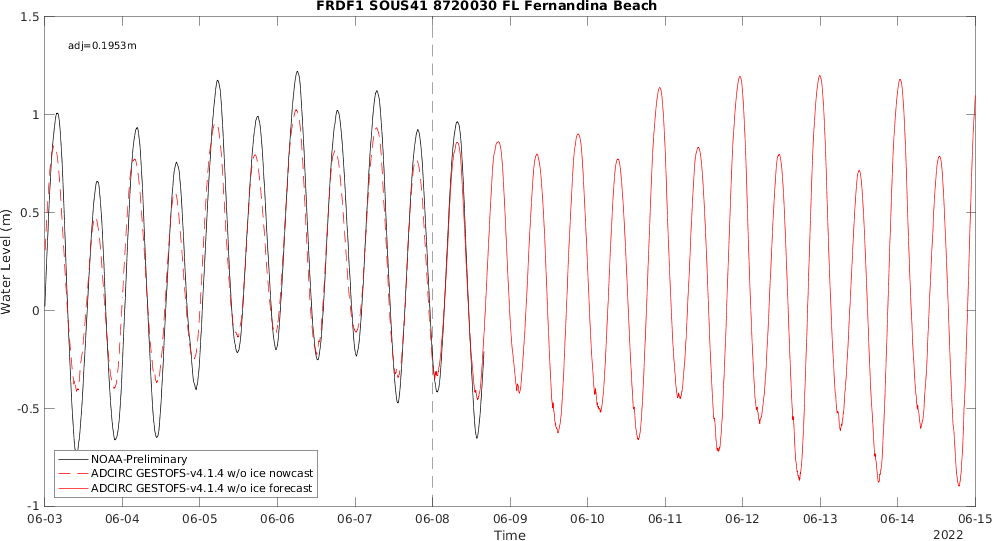 FRDF1 SOUS41 8720030 FL Fernandina Beach
1.5
adj=0.1953m
1
0.5
0
-0.5
-1
Water Level (m)
NOAA-Preliminary
ADCIRC GESTOFS-v4.1.4 w/o ice nowcast
ADCIRC GESTOFS-v4.1.4 w/o ice forecast
06-03 06-04 06-05 06-06 06-07 06-08 06-09 06-10 06-11 06-12 06-13 06-14 06-15
Time
2022